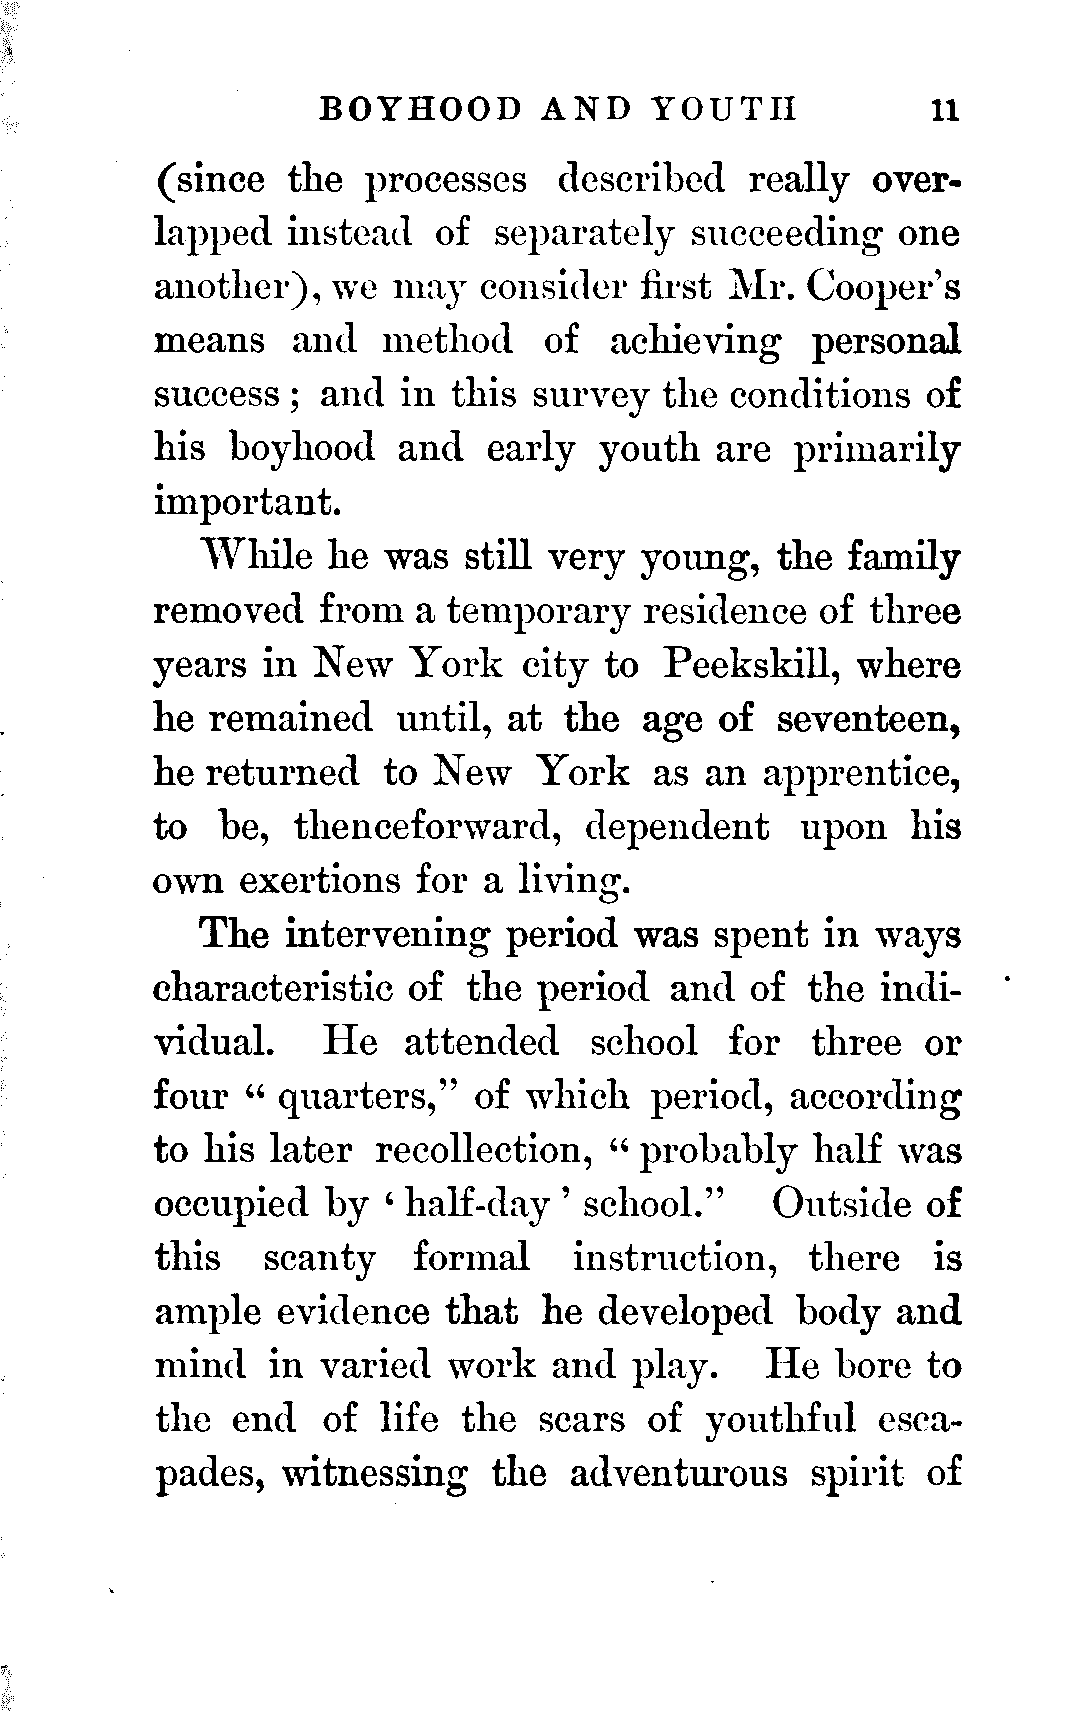 BOYHOOD AND YOUTH 11
(since the processes described really over-
lapped instead of separately succeeding one
another), we may consider first Mr. Cooper's
means and method of achieving personal
success; and in this survey the conditions of
his boyhood and early youth are primarily
important.
While he was still very young, the family
removed from a temporary residence of three
years in New York city to Peekskill, where
he remained until, at the age of seventeen,
he returned to New York as an apprentice,
to be, thenceforward, dependent upon his
own exertions for a living.
The intervening period was spent in ways
characteristic of the period and of the indi-
vidual. He attended school for three or
four " quarters," of which period, according
to his later recollection, " probably half was
occupied by ' half-day ' school." Outside of
this scanty formal instruction, there is
ample evidence that he developed body and
mind in varied work and play. He bore to
the end of life the scars of youthful esca-
pades, witnessing the adventurous spirit of